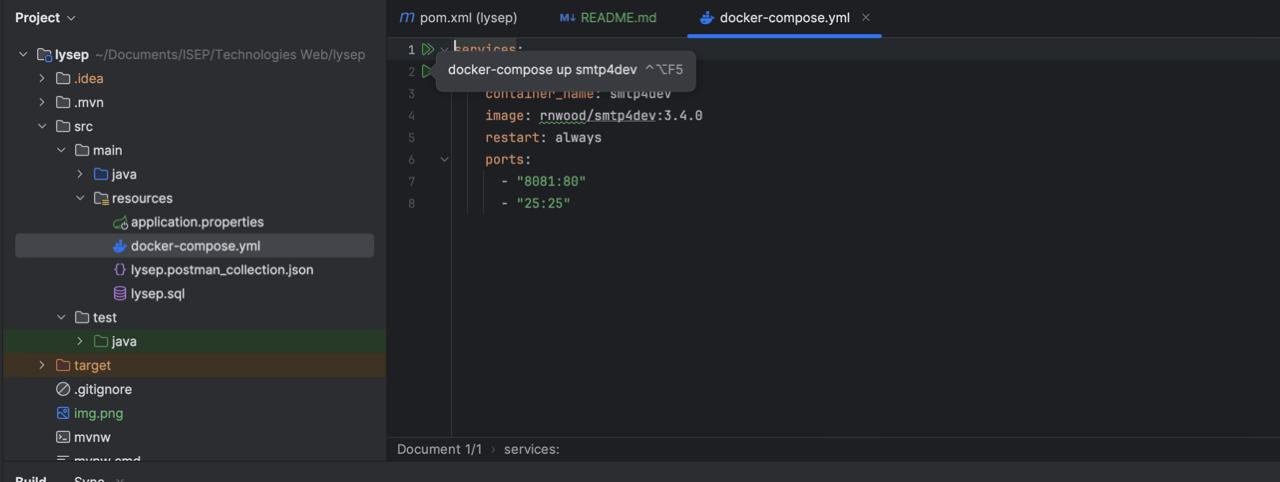 Project
pom.xml (lysep)
README.md
docker-compose.yml
lysep ~/Documents/ISEP/Technologies Web/lysep
.idea
.mvn
src
main
java
resources
application.properties
docker-compose.yml
lysep.postman_collection.json
lysep.sql
test
java
target
.gitignore
img.png
mvnw
mvnw.cmd
1 services:
2
docker-compose up smtp4dev ^⌥F5
3 container_name: smtp4dev
4 image: rnwood/smtp4dev:3.4.0
5 restart: always
6 ports:
7 - "8081:80"
8 - "25:25"
Document 1/1 › services:
Build Sync